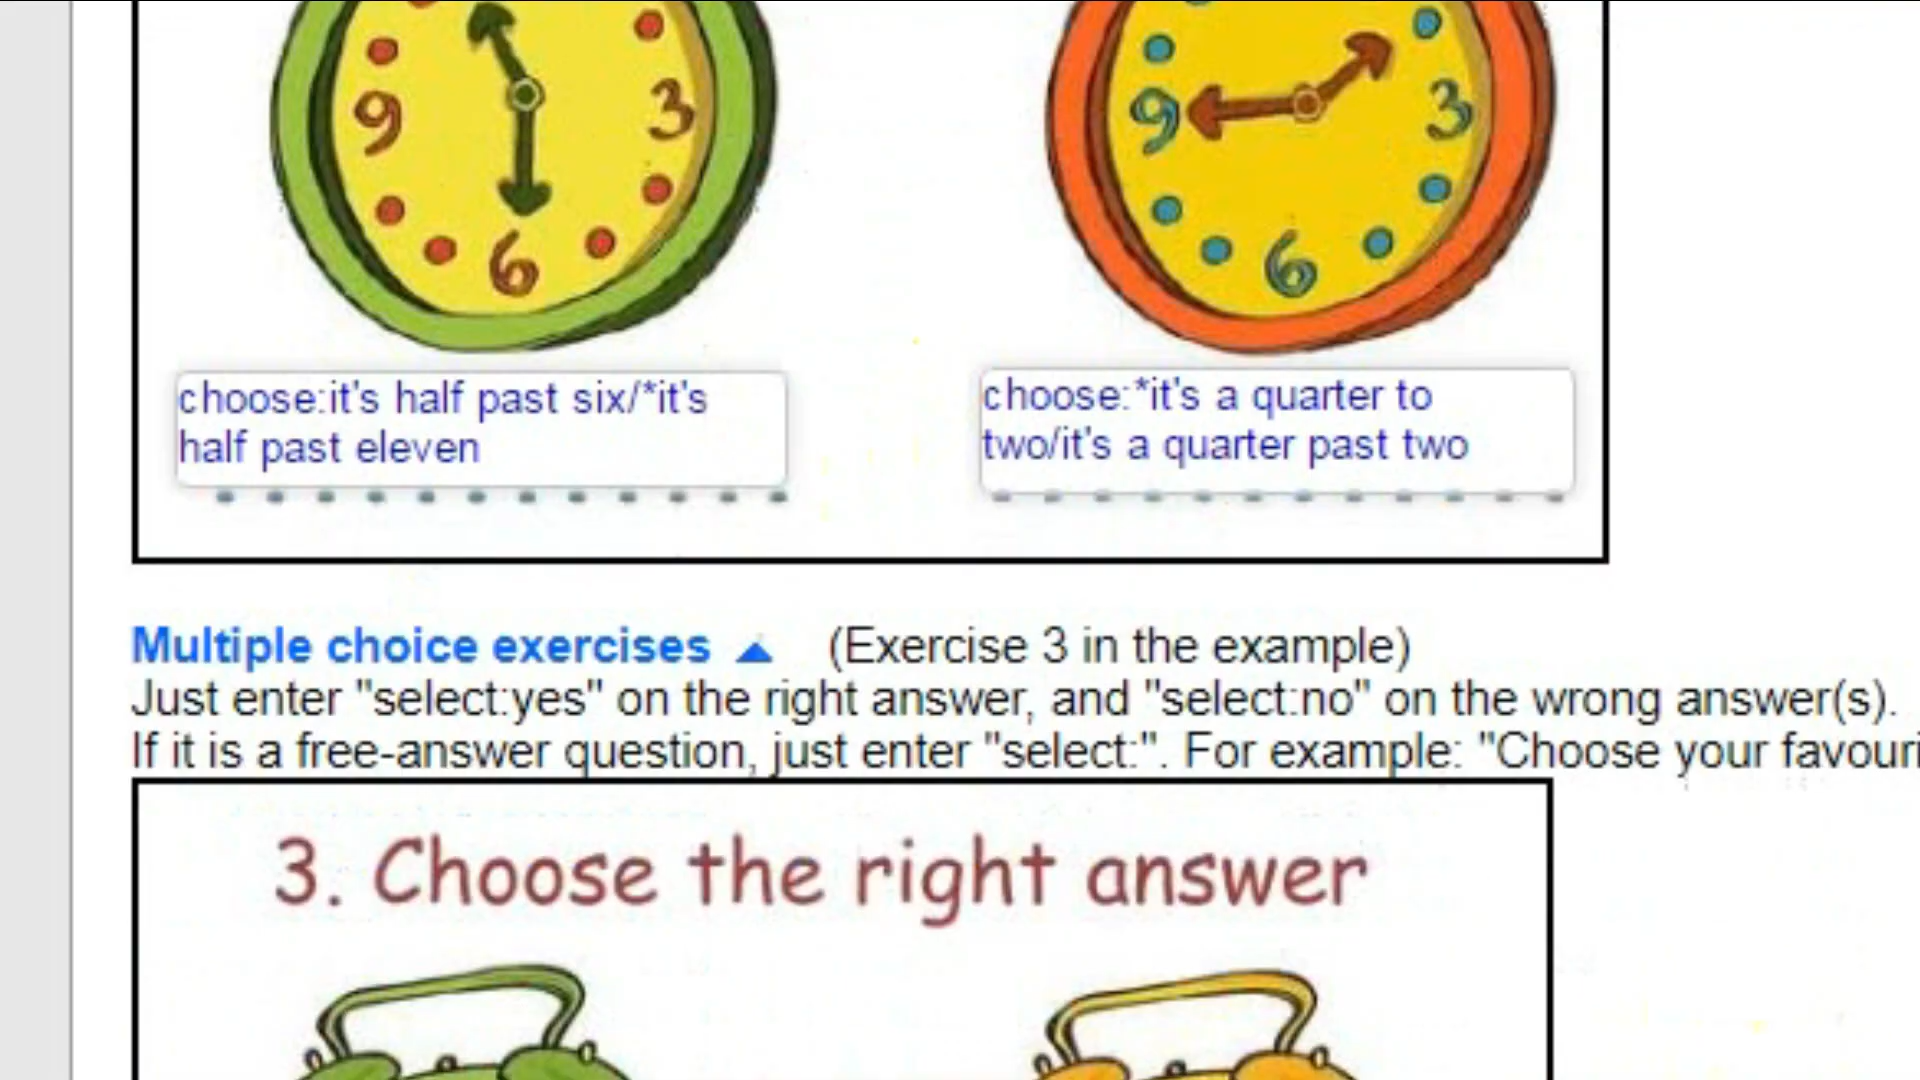 9 3
6
9 3
6
choose:it's half past six/*it's
half past eleven
choose:*it's a quarter to
two/it's a quarter past two
Multiple choice exercises (Exercise 3 in the example)
Just enter "select:yes" on the right answer, and "select:no" on the wrong answer(s).
If it is a free-answer question, just enter "select:". For example: "Choose your
3. Choose the right answer